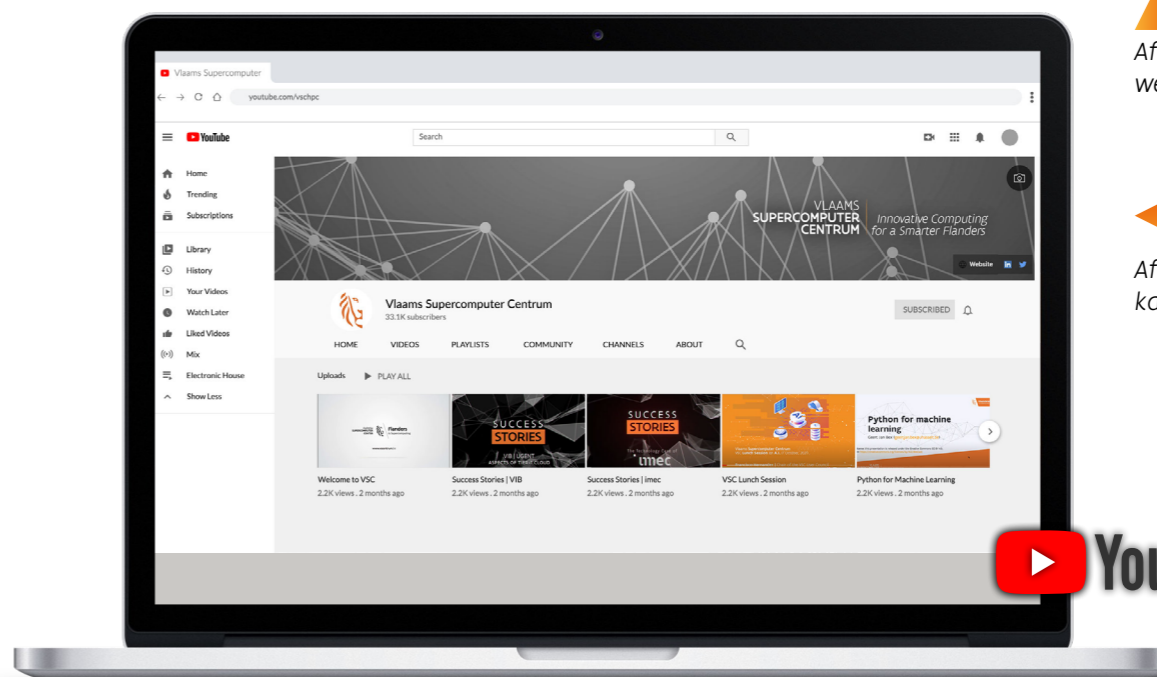 Vlaams Supercomputer
youtube.com/vschpc
YouTube
Search
Home
Trending
Subscriptions
Library
History
Your Videos
Watch Later
Liked Videos
Mix
Electronic House
Show Less
VLAAMS
SUPERCOMPUTER
CENTRUM
Innovative Computing
for a Smarter Flanders
Website
Vlaams Supercomputer Centrum
33.1K subscribers
SUBSCRIBED
HOME VIDEOS PLAYLISTS COMMUNITY CHANNELS ABOUT
Uploads PLAY ALL
Flanders
SUCCESS
STORIES
VIB | UGENT
SUCCESS
STORIES
imec
Python for machine
learning
Welcome to VSC
2.2K views . 2 months ago
Success Stories | VIB
2.2K views . 2 months ago
Success Stories | imec
2.2K views . 2 months ago
VSC Lunch Session
2.2K views . 2 months ago
Python for Machine Learning
2.2K views . 2 months ago
Af
we
Af
You